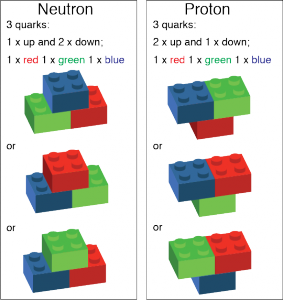 Neutron
3 quarks:
1 x up and 2 x down;
1 x red 1 x green 1 x blue
or
or
Proton
3 quarks:
2 x up and 1 x down;
1 x red 1 x green 1 x blue
or
or